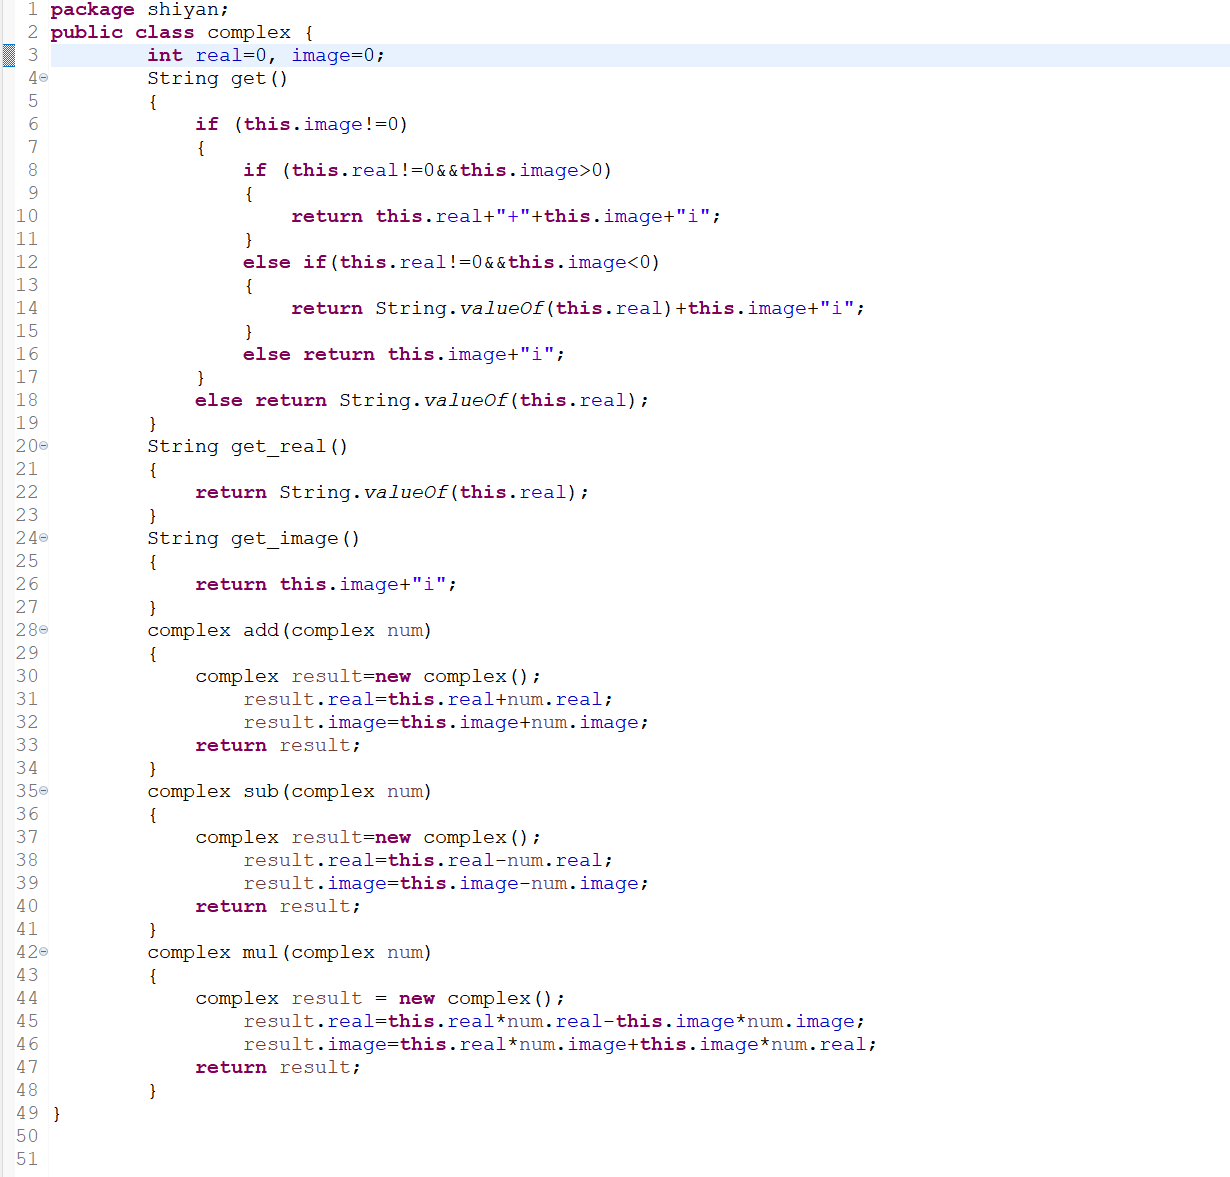 1 package shiyan;
2 public class complex {
3 int real=0, image=0;
4 String get()
5 {
6 if (this.image!=0)
7 {
8 if (this.real!=0&&this.image>0)
9 {
10 return this.real+"+"+this.image+"i";
11 }
12 else if(this.real!=0&&this.image<0)
13 {
14 return String.valueOf(this.real)+this.image+"i";
15 }
16 else return this.image+"i";
17 }
18 else return String.valueOf(this.real);
19 }
20 String get_real()
21 {
22 return String.valueOf(this.real);
23 }
24 String get_image()
25 {
26 return this.image+"i";
27 }
28 complex add(complex num)
29 {
30 complex result=new complex();
31 result.real=this.real+num.real;
32 result.image=this.image+num.image;
33 return result;
34 }
35 complex sub(complex num)
36 {
37 complex result=new complex();
38 result.real=this.real-num.real;
39 result.image=this.image-num.image;
40 return result;
41 }
42 complex mul(complex num)
43 {
44 complex result = new complex();
45 result.real=this.real*num.real-this.image*num.image;
46 result.image=this.real*num.image+this.image*num.real;
47 return result;
48 }
49 }
50
51